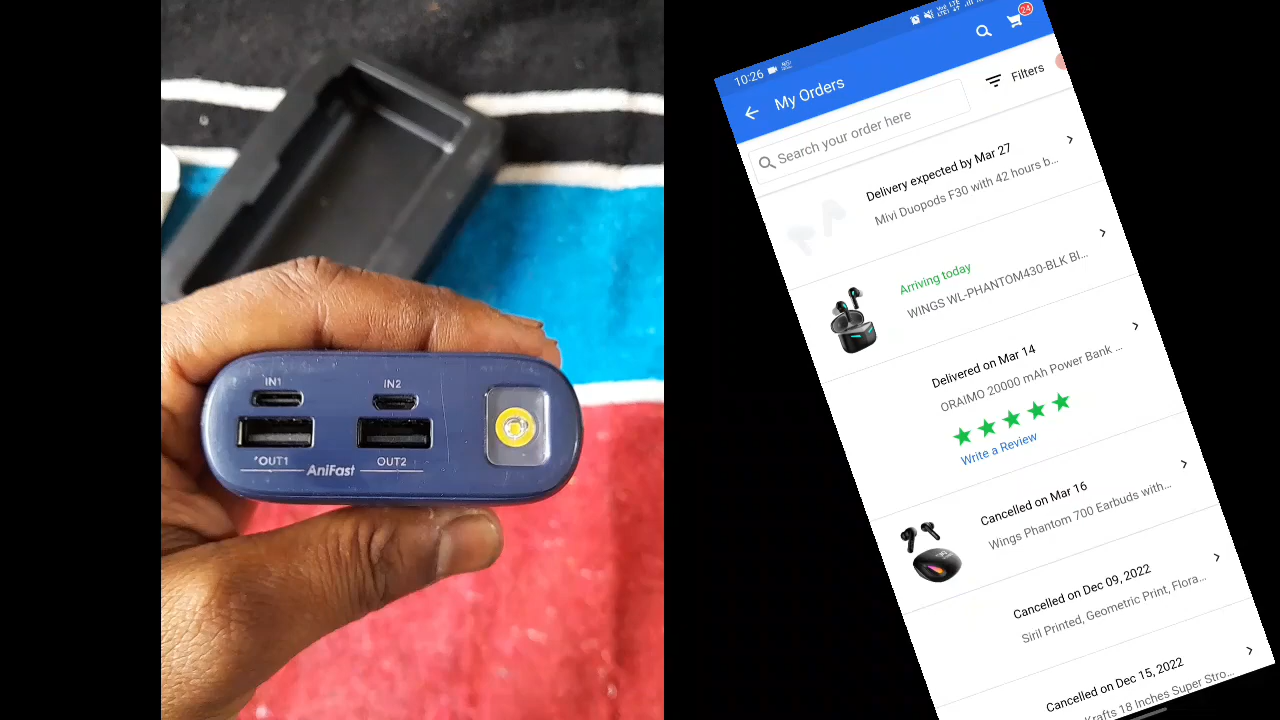 IN1
IN2
*OUT1
AniFast
OUT2
10:26
24
My Orders
Search your order here
Filters
Delivery expected by Mar 27
Mivi Duopods F30 with 42 hours b...
Arriving today
WINGS WL-PHANTOM430-BLK Bl...
Delivered on Mar 14
ORAIMO 20000 mAh Power Bank ...
Write a Review
Cancelled on Mar 16
Wings Phantom 700 Earbuds with...
Cancelled on Dec 09, 2022
Siril Printed, Geometric Print, Flora...
Cancelled on Dec 15, 2022
Krafts 18 Inches Super Stro...